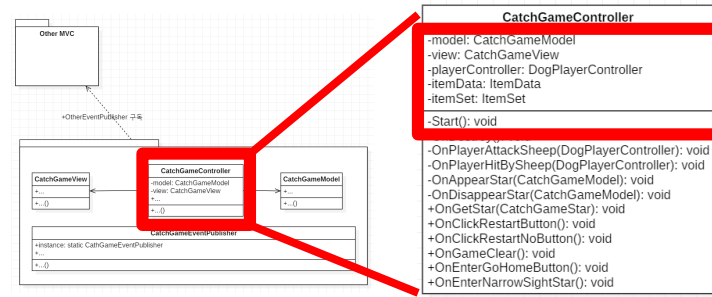 Other MVC
+OtherEventPublisher 구독
CatchGameView
+...
+...()
CatchGameController
-model: CatchGameModel
-view: CatchGameView
+...
+...()
CatchGameModel
+...
+...()
CatchGameEventPublisher
+instance: static CathGameEventPublisher
+...
+...()
CatchGameController
-model: CatchGameModel
-view: CatchGameView
-playerController: DogPlayerController
-itemData: ItemData
-itemSet: ItemSet
-Start(): void
-OnPlayerAttackSheep(DogPlayerController): void
-OnPlayerHitBySheep(DogPlayerController): void
-OnAppearStar(CatchGameModel): void
-OnDisappearStar(CatchGameModel): void
+OnGetStar(CatchGameStar): void
+OnClickRestartButton(): void
+OnClickRestartNoButton(): void
+OnGameClear(): void
+OnEnterGoHomeButton(): void
+OnEnterNarrowSightStar(): void